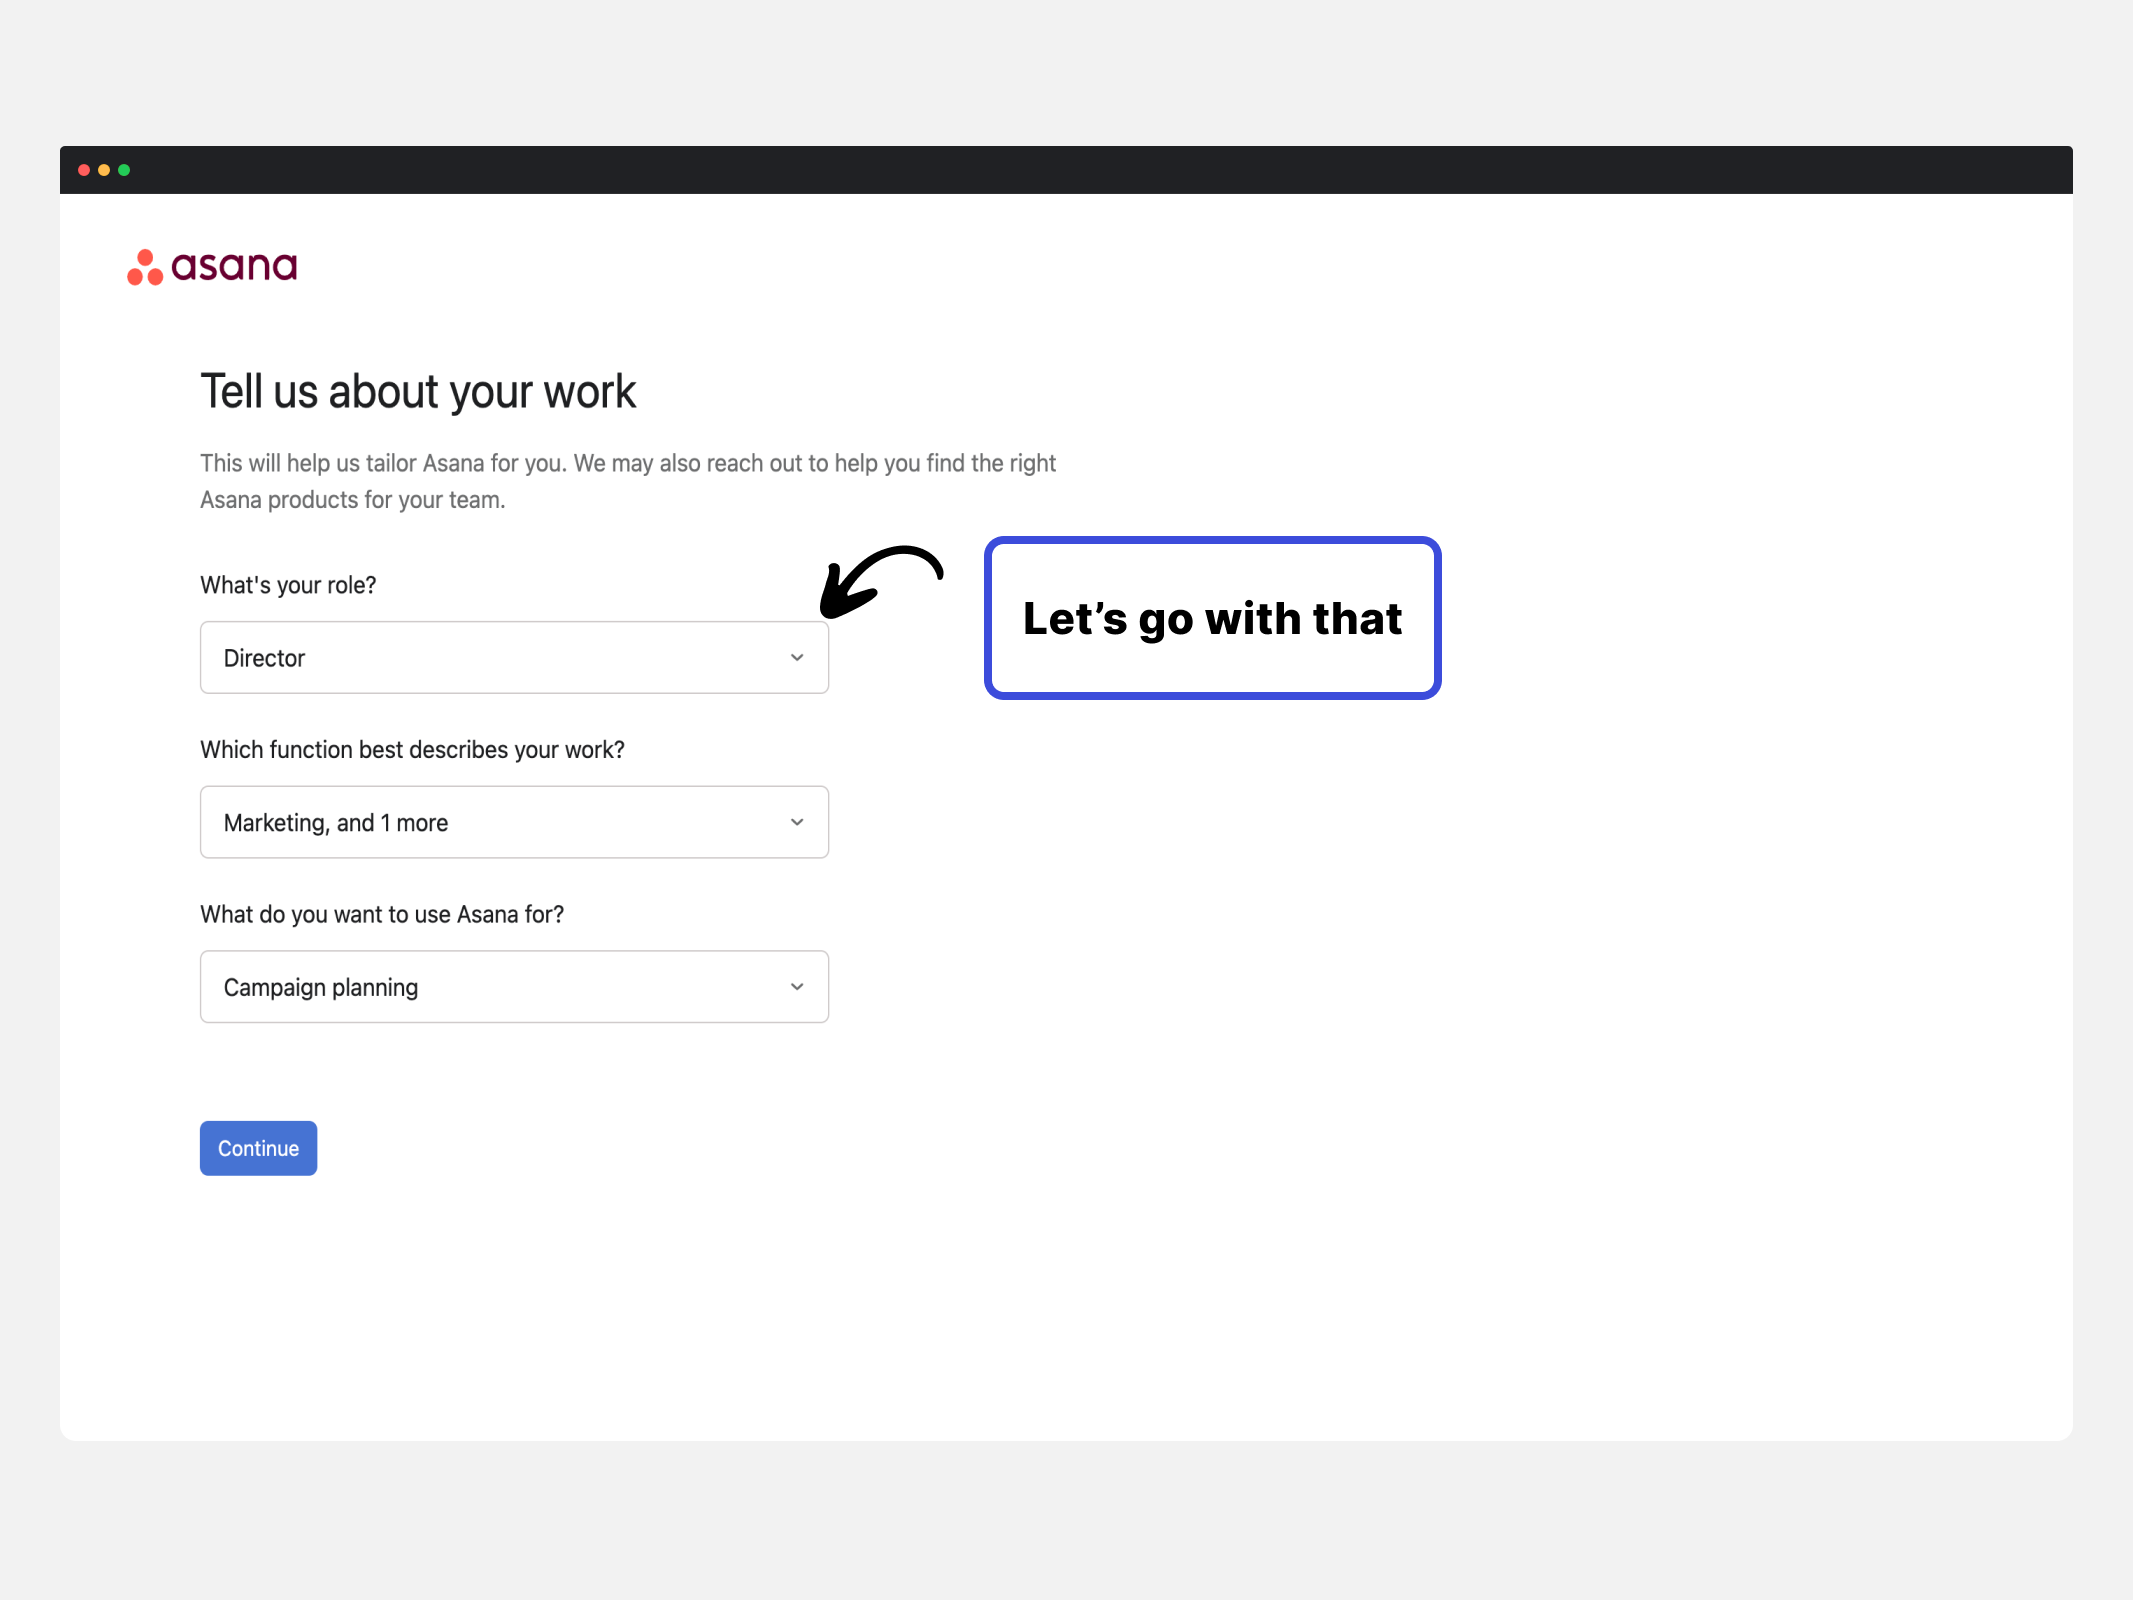 asana
Tell us about your work
This will help us tailor Asana for you. We may also reach out to help you find the right
Asana products for your team.
What's your role?
Director
Let’s go with that
Which function best describes your work?
Marketing, and 1 more
What do you want to use Asana for?
Campaign planning
Continue